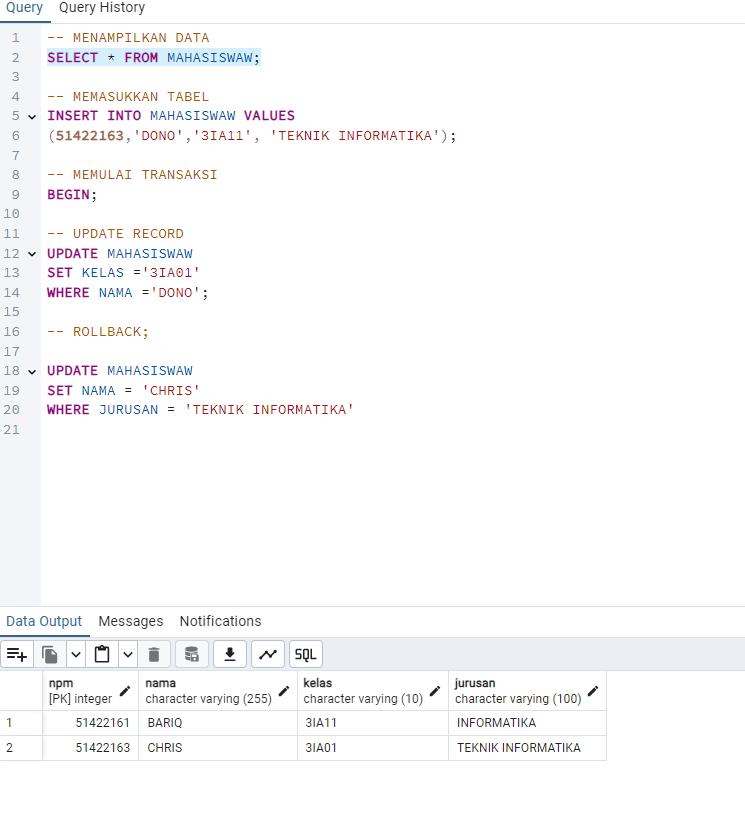 Query Query History
1 -- MENAMPILKAN DATA
2 SELECT * FROM MAHASISWAW;
3
4 -- MEMASUKKAN TABEL
5 INSERT INTO MAHASISWAW VALUES
6 (51422163,'DONO','3IA11', 'TEKNIK INFORMATIKA');
7
8 -- MEMULAI TRANSAKSI
9 BEGIN;
10
11 -- UPDATE RECORD
12 UPDATE MAHASISWAW
13 SET KELAS ='3IA01'
14 WHERE NAMA ='DONO';
15
16 -- ROLLBACK;
17
18 UPDATE MAHASISWAW
19 SET NAMA = 'CHRIS'
20 WHERE JURUSAN = 'TEKNIK INFORMATIKA'
21
Data Output Messages Notifications
SQL
npm nama kelas jurusan
[PK] integer character varying (255) character varying (10) character varying (100)
1 51422161 BARIQ 3IA11 INFORMATIKA
2 51422163 CHRIS 3IA01 TEKNIK INFORMATIKA